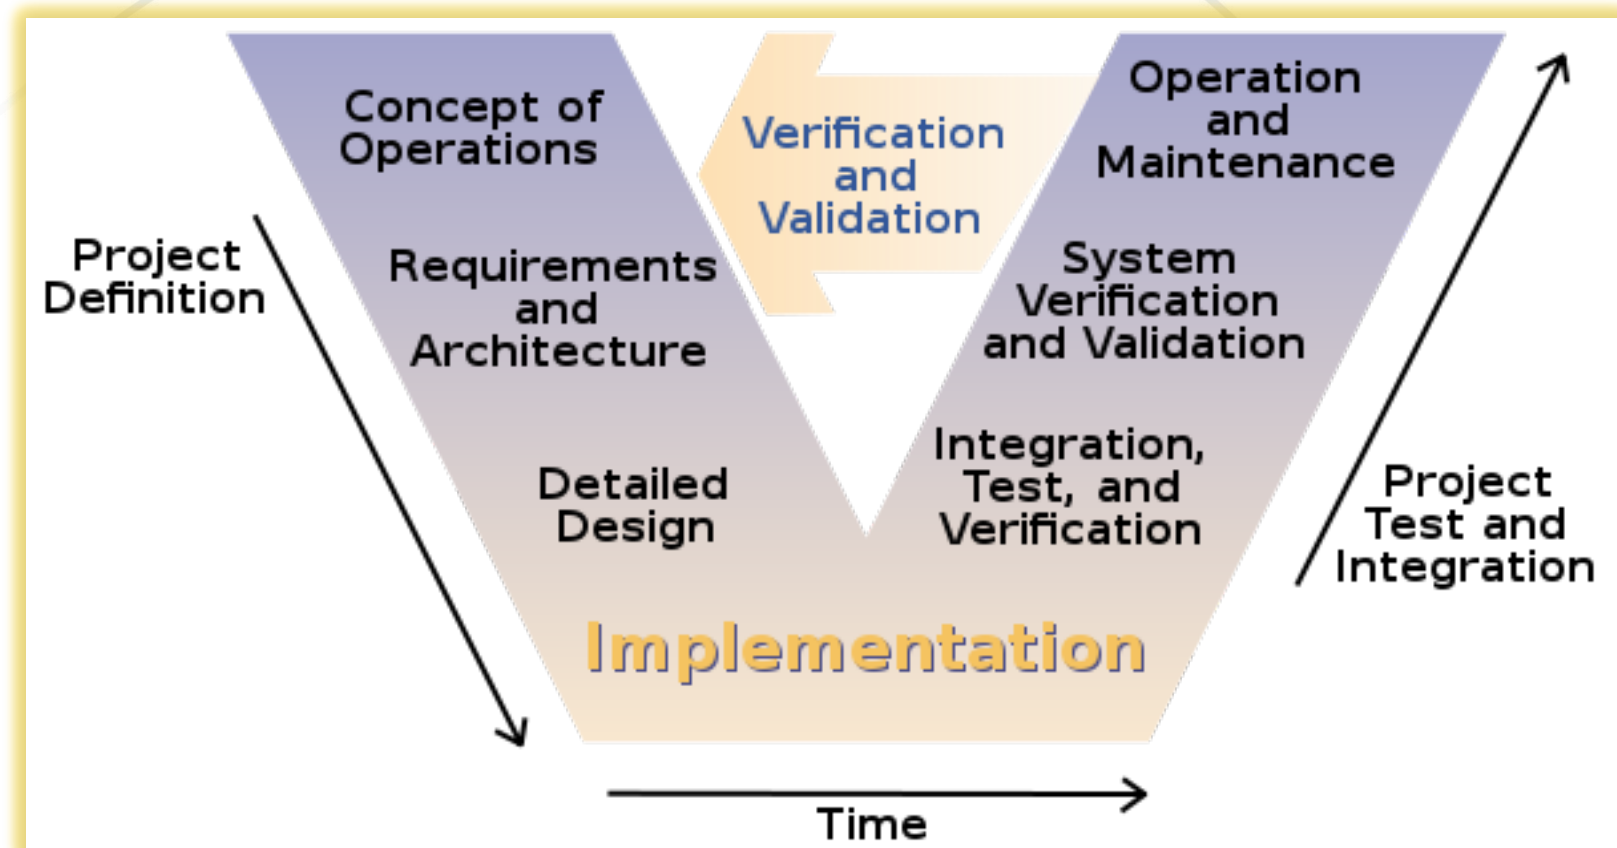 Concept of
Operations
Verification
and
Validation
Operation
and
Maintenance
Project
Definition
Requirements
and
Architecture
System
Verification
and Validation
Detailed
Design
Integration,
Test, and
Verification
Project
Test and
Integration
Implementation
Time